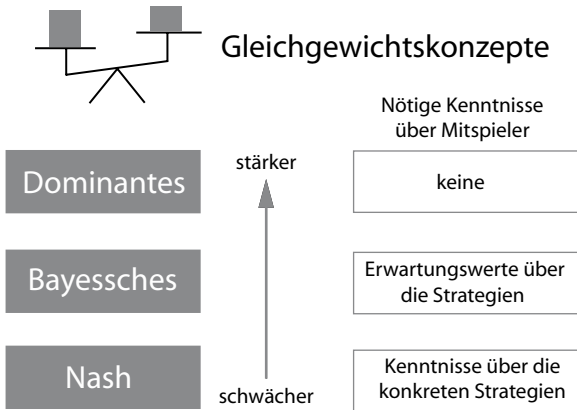 Gleichgewichtskonzepte
Nötige Kenntnisse
über Mitspieler
Dominantes
stärker
keine
Bayessches
Erwartungswerte über
die Strategien
Nash
schwächer
Kenntnisse über die
konkreten Strategien